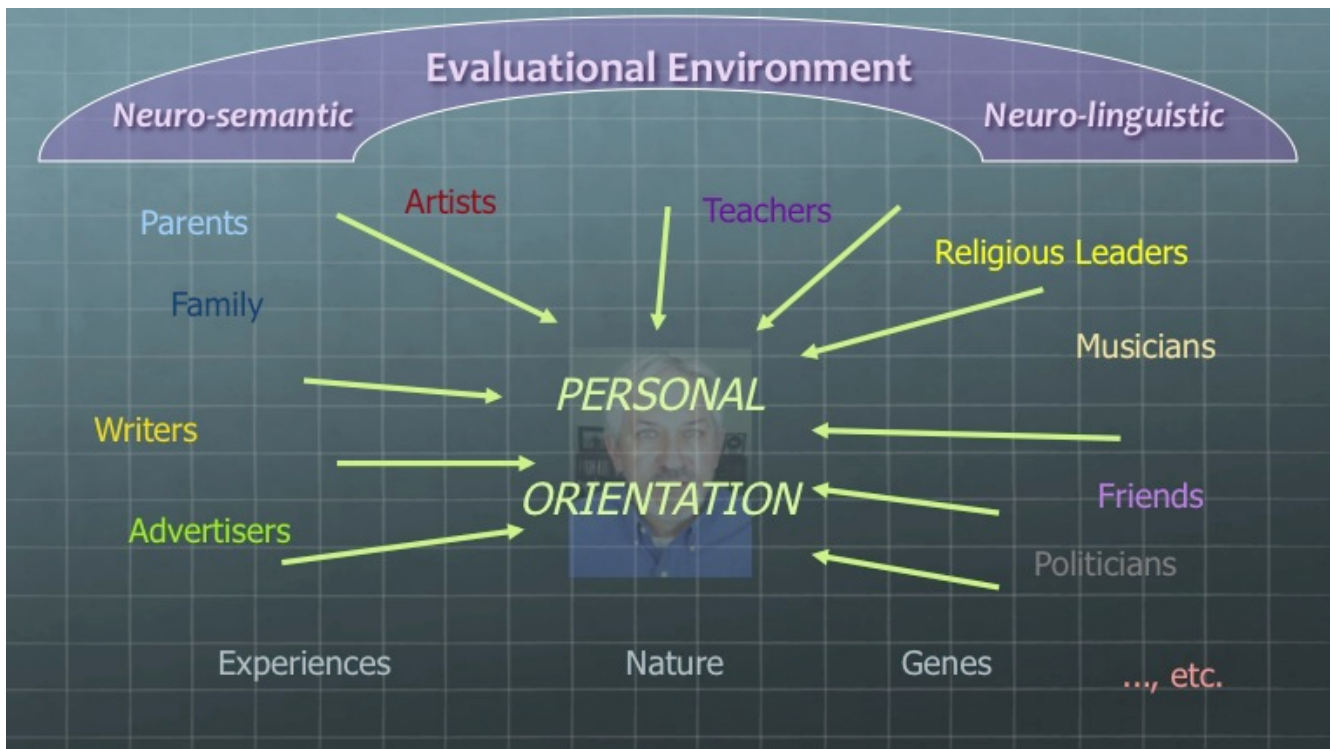 Evaluational Environment
Neuro-semantic
Neuro-linguistic
Artists
Teachers
Parents
Religious Leaders
Family
Musicians
PERSONAL
Writers
ORIENTATION
Friends
Advertisers
Politicians
Experiences
Nature
Genes
..., etc.